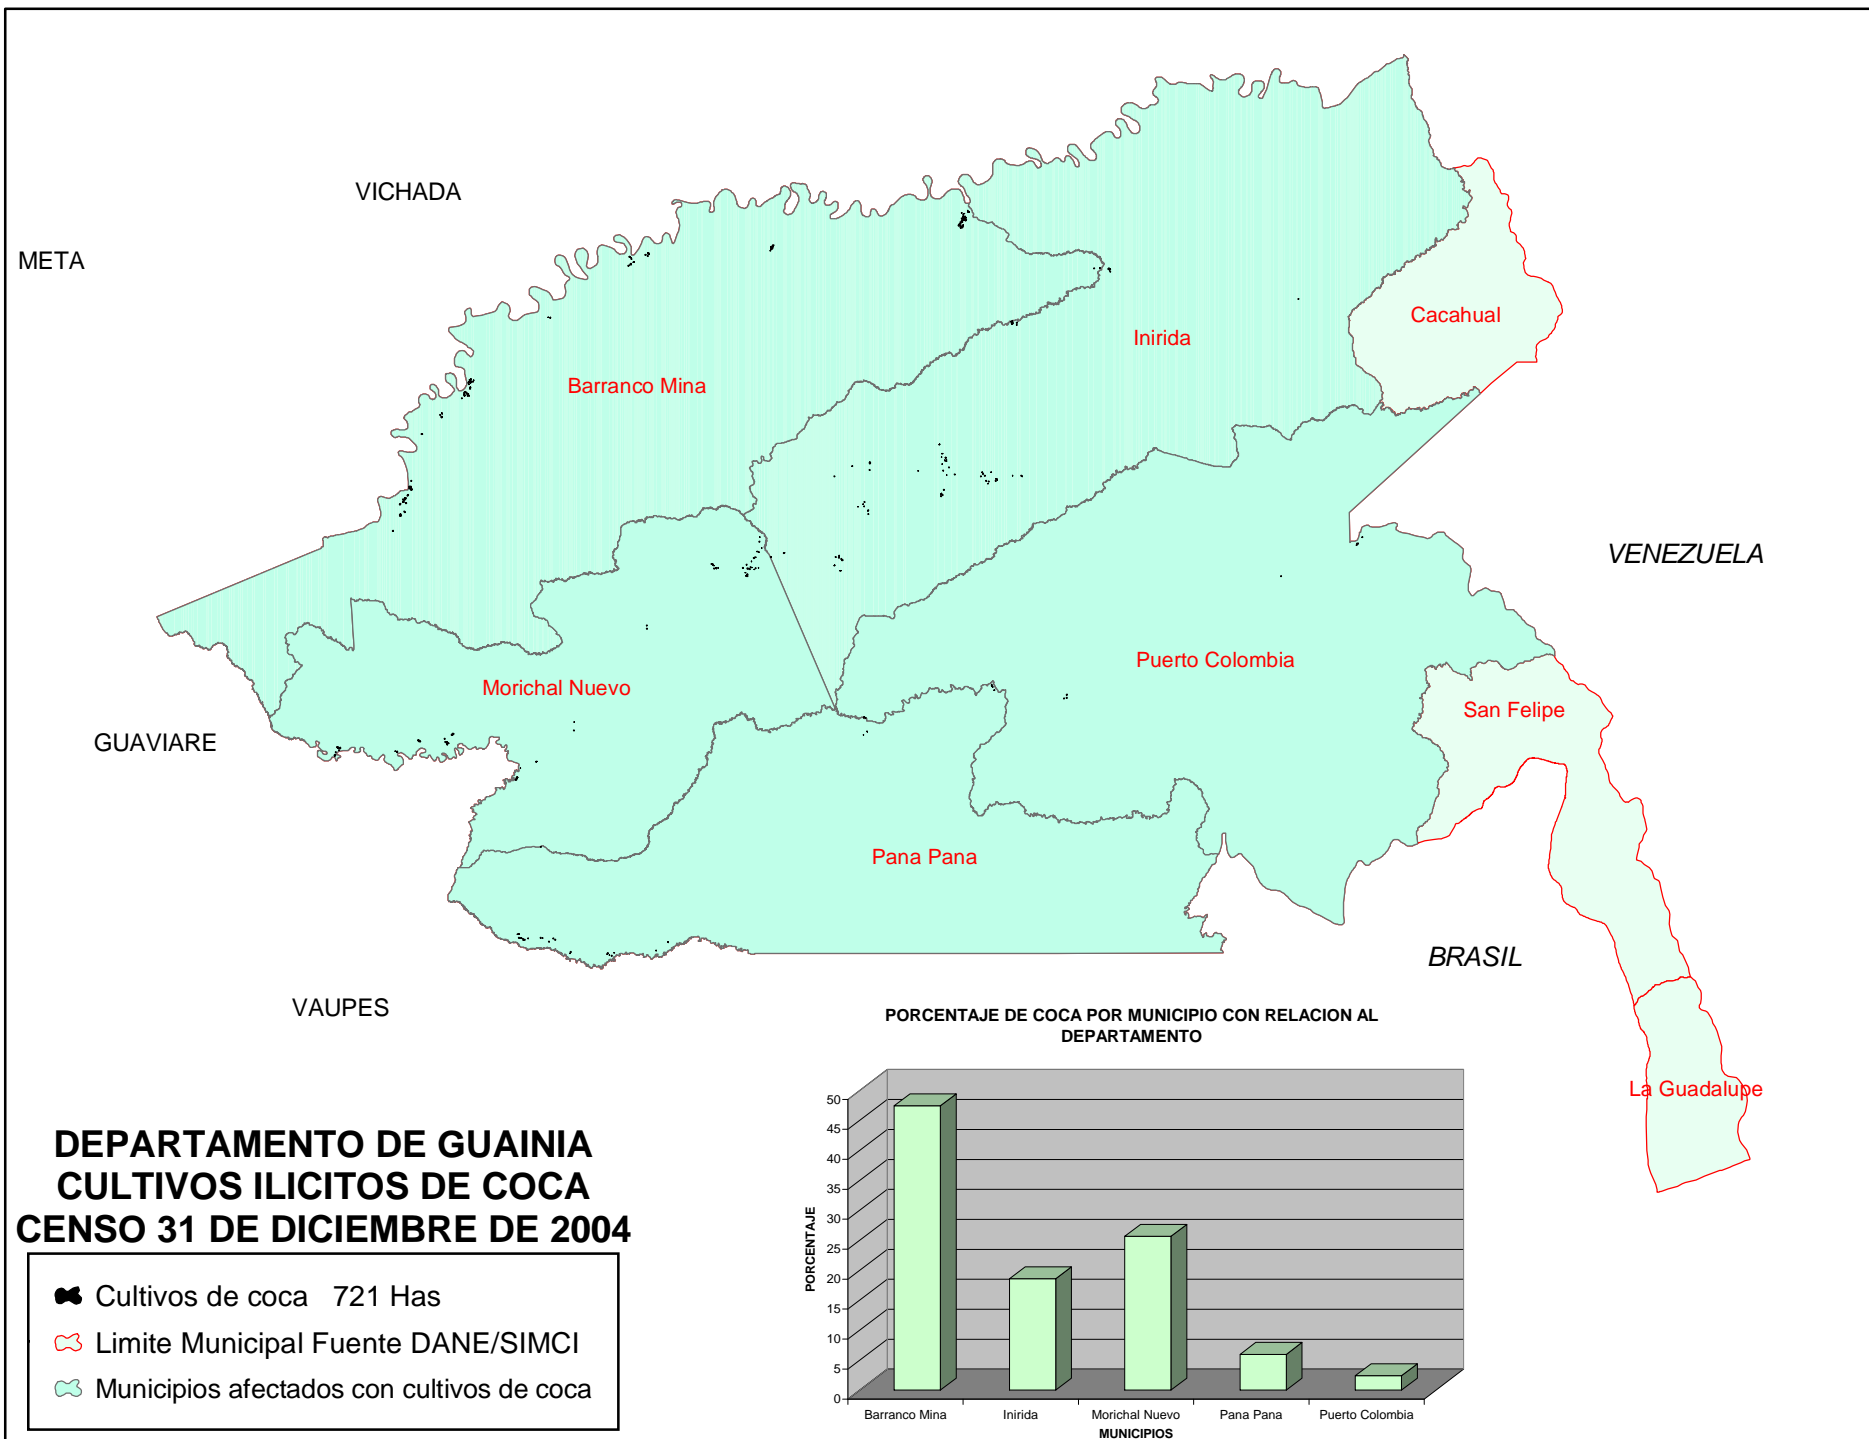 VICHADA
META
Cacahual
Inirida
Barranco Mina
VENEZUELA
Puerto Colombia
Morichal Nuevo
San Felipe
GUAVIARE
Pana Pana
BRASIL
VAUPES
La Guadalupe
PORCENTAJE DE COCA POR MUNICIPIO CON RELACION AL
DEPARTAMENTO
50
45
40
35
30
25
20
15
10
5
0
PORCENTAJE
Barranco Mina Inirida Morichal Nuevo Pana Pana Puerto Colombia
MUNICIPIOS
DEPARTAMENTO DE GUAINIA
CULTIVOS ILICITOS DE COCA
CENSO 31 DE DICIEMBRE DE 2004
Cultivos de coca 721 Has
Limite Municipal Fuente DANE/SIMCI
Municipios afectados con cultivos de coca